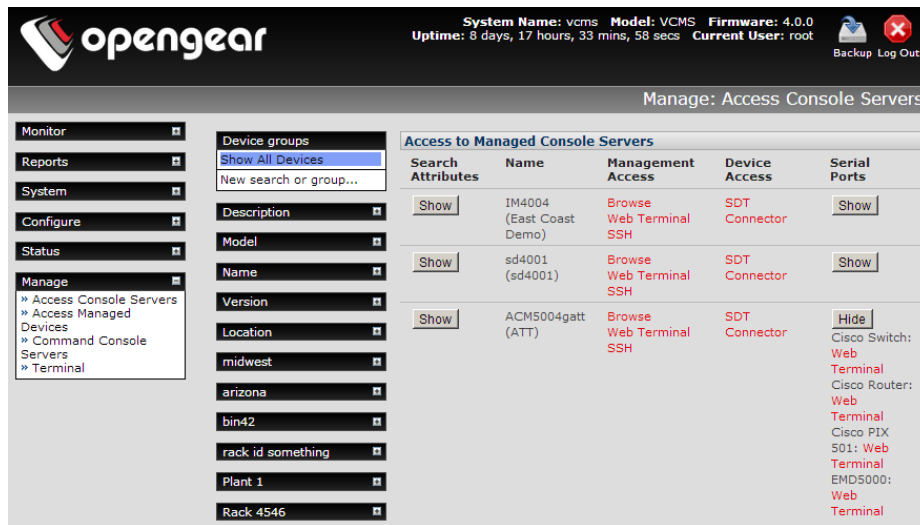 opengear
System Name: vcms Model: VCMS Firmware: 4.0.0
Uptime: 8 days, 17 hours, 33 mins, 58 secs Current User: root
Backup Log Out
Manage: Access Console Servers
Monitor
Reports
System
Configure
Status
Manage
» Access Console Servers
» Access Managed
Devices
» Command Console
Servers
» Terminal
Device groups
Show All Devices
New search or group...
Description
Model
Name
Version
Location
midwest
arizona
bin42
rack id something
Plant 1
Rack 4546
Access to Managed Console Servers
Search
Attributes
Name
Management
Access
Device
Access
Serial
Ports
Show
IM4004
(East Coast
Demo)
Browse
Web Terminal
SSH
SDT
Connector
Show
Show
sd4001
(sd4001)
Browse
Web Terminal
SSH
SDT
Connector
Show
Show
ACM5004gatt
(ATT)
Browse
Web Terminal
SSH
SDT
Connector
Hide
Cisco Switch:
Web
Terminal
Cisco Router:
Web
Terminal
Cisco PIX
501: Web
Terminal
EMD5000:
Web
Terminal